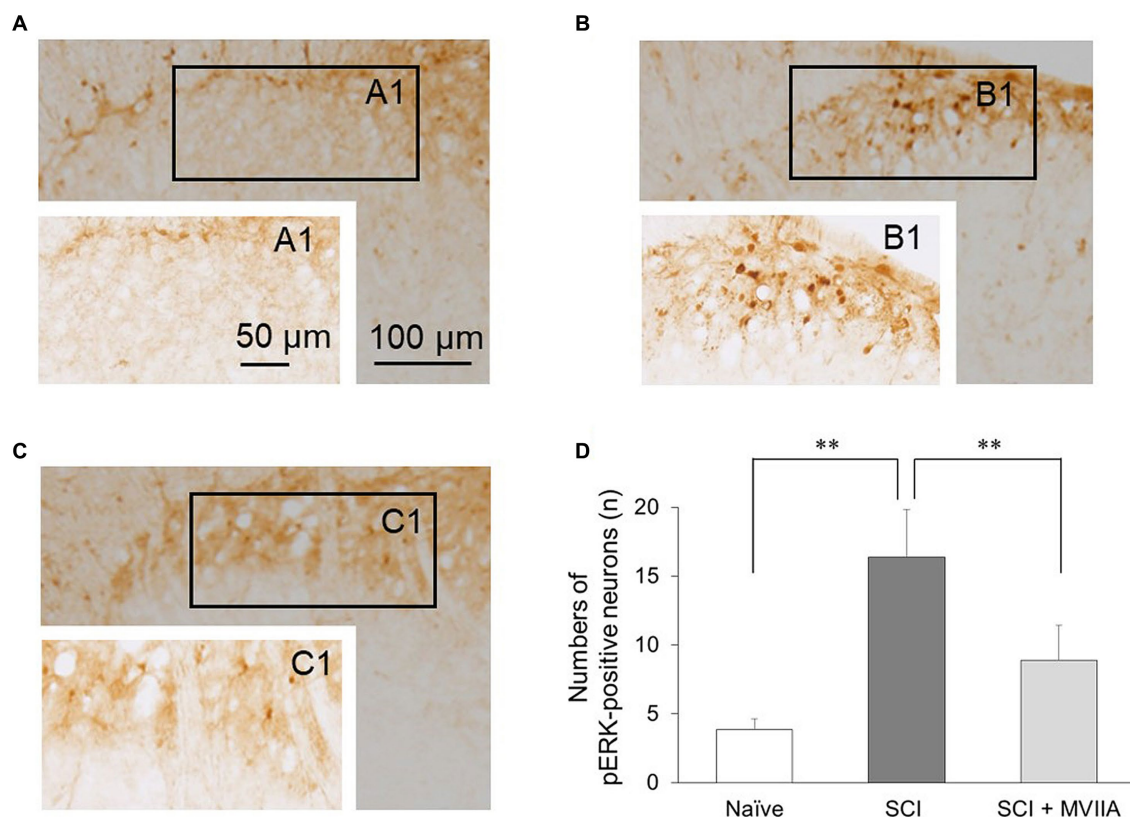 A
A1
A1
50 µm
100 µm
B
B1
B1
C
C1
C1
D
**
**
Numbers of
pERK-positive neurons (n)
20
15
10
5
0
Naïve
SCI
SCI + MVIIA